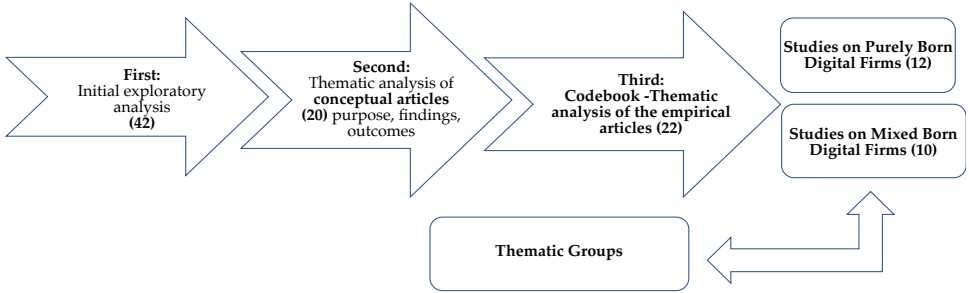 First:
Initial exploratory
analysis
(42)
Second:
Thematic analysis of
conceptual articles
(20) purpose, findings,
outcomes
Third:
Codebook -Thematic
analysis of the empirical
articles (22)
Studies on Purely Born
Digital Firms (12)
Studies on Mixed Born
Digital Firms (10)
Thematic Groups